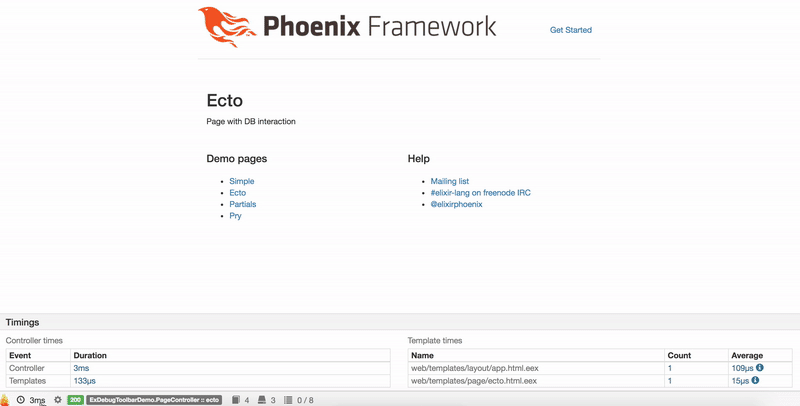 Phoenix Framework
Get Started
Ecto
Page with DB interaction
Demo pages
Simple
Ecto
Partials
Pry
Help
Mailing list
#elixir-lang on freenode IRC
@elixirphoenix
Timings
Controller times
Event Duration
Controller 3ms
Templates 133µs
Template times
Name Count Average
web/templates/layout/app.html.eex 1 109µs
web/templates/page/ecto.html.eex 1 15µs
3ms 200 ExDebugToolbarDemo.PageController :: ecto 4 3 0 / 8